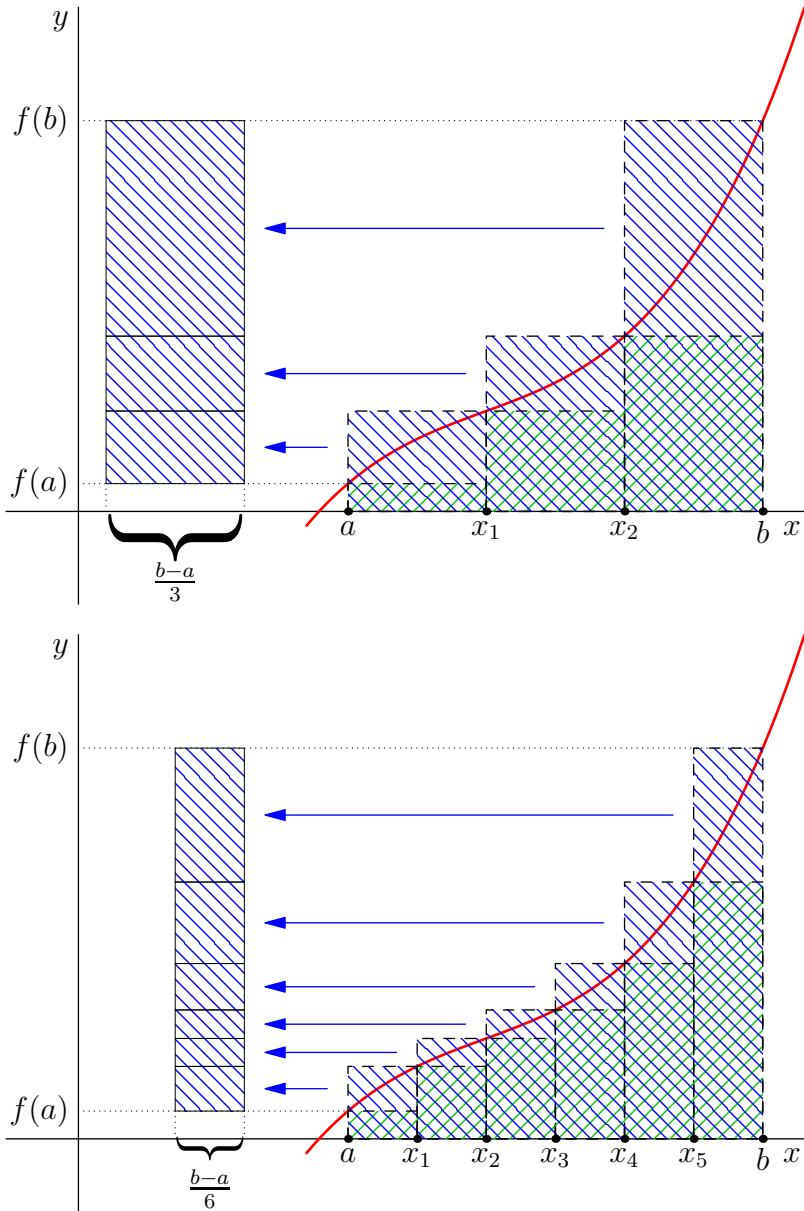 y
f(b)
f(a)
a x₁ x₂ b x
(b−a)/3
y
f(b)
f(a)
a x₁ x₂ x₃ x₄ x₅ b x
(b−a)/6